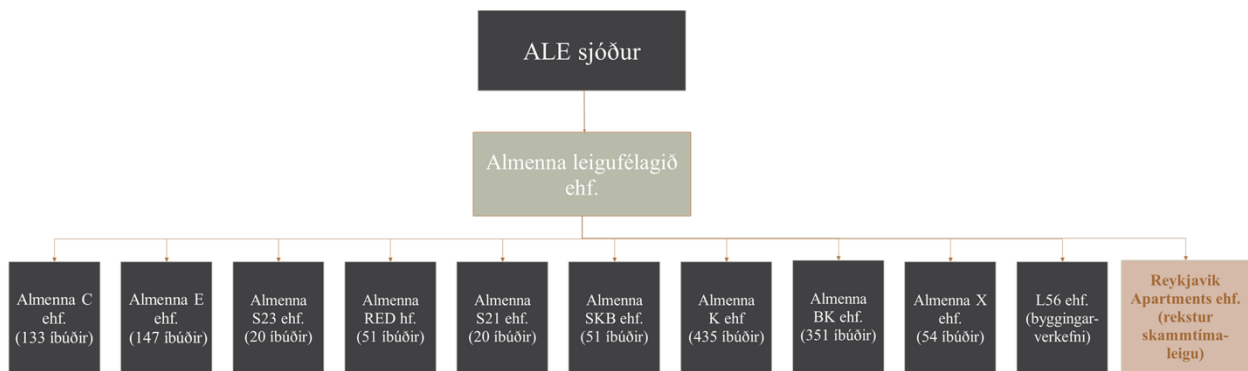 ALE sjóður
Almenna leigufélagið
ehf.
Almenna C
ehf.
(133 íbúðir)
Almenna E
ehf.
(147 íbúðir)
Almenna
S23 ehf.
(20 íbúðir)
Almenna
RED hf.
(51 íbúðir)
Almenna
S21 ehf.
(20 íbúðir)
Almenna
SKB ehf.
(51 íbúðir)
Almenna
K ehf
(435 íbúðir)
Almenna
BK ehf.
(351 íbúðir)
Almenna X
ehf.
(54 íbúðir)
L56 ehf.
(byggingar-
verkefni)
Reykjavik
Apartments ehf.
(rekstur
skammtíma-
leigu)